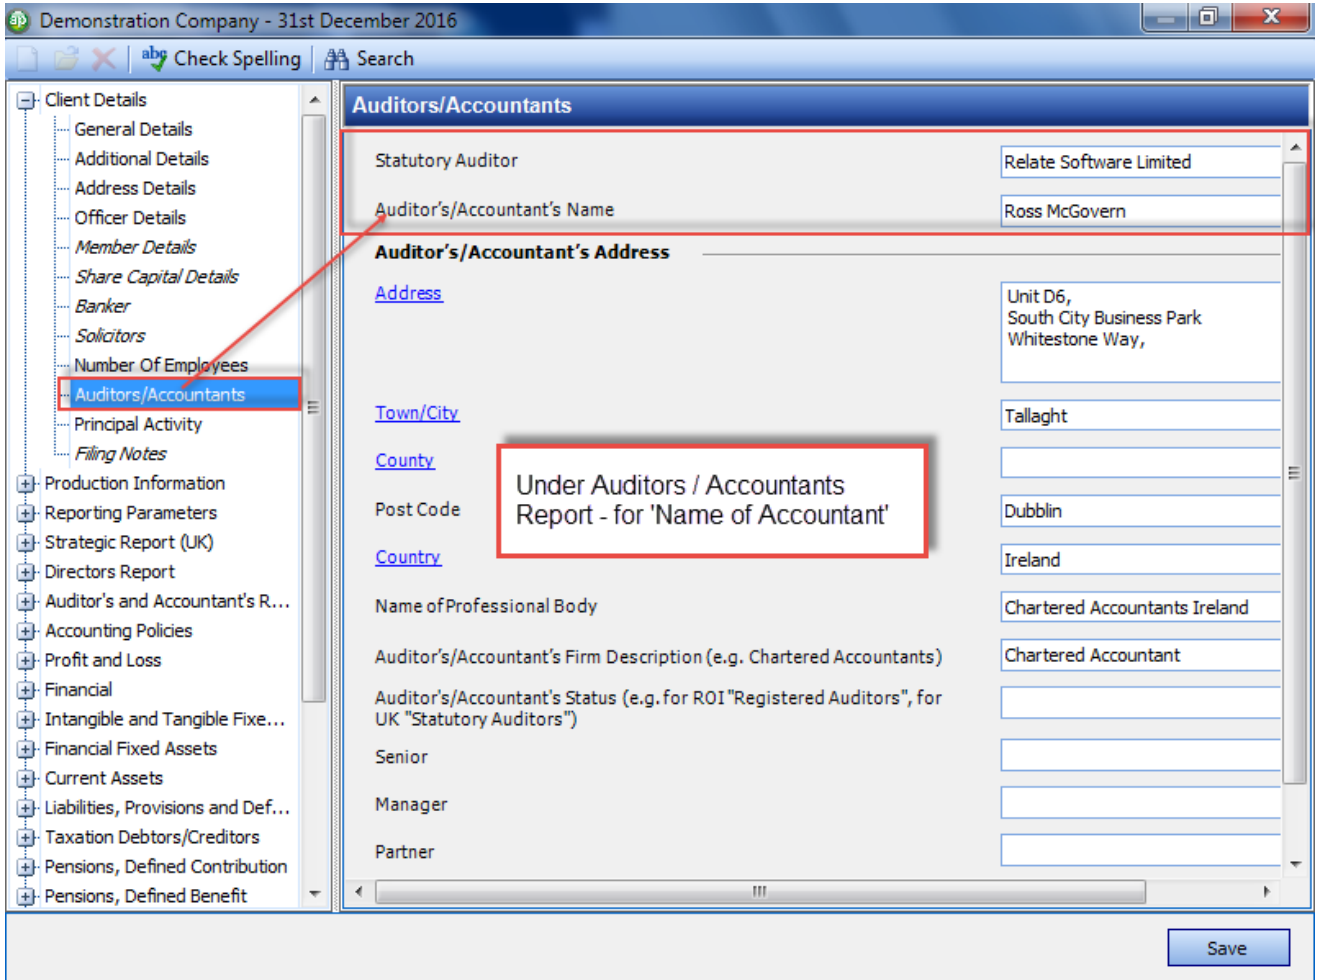 Demonstration Company - 31st December 2016
Check Spelling
Search
Client Details
General Details
Additional Details
Address Details
Officer Details
Member Details
Share Capital Details
Banker
Solicitors
Number Of Employees
Auditors/Accountants
Principal Activity
Filing Notes
Production Information
Reporting Parameters
Strategic Report (UK)
Directors Report
Auditor's and Accountant's R...
Accounting Policies
Profit and Loss
Financial
Intangible and Tangible Fixe...
Financial Fixed Assets
Current Assets
Liabilities, Provisions and Def...
Taxation Debtors/Creditors
Pensions, Defined Contribution
Pensions, Defined Benefit
Auditors/Accountants
Statutory Auditor
Relate Software Limited
Auditor's/Accountant's Name
Ross McGovern
Auditor's/Accountant's Address
Address
Unit D6,
South City Business Park
Whitestone Way,
Town/City
Tallaght
County
Under Auditors / Accountants
Report - for 'Name of Accountant'
Post Code
Dubblin
Country
Ireland
Name of Professional Body
Chartered Accountants Ireland
Auditor's/Accountant's Firm Description (e.g. Chartered Accountants)
Chartered Accountant
Auditor's/Accountant's Status (e.g. for ROI "Registered Auditors", for
UK "Statutory Auditors")
Senior
Manager
Partner
Save